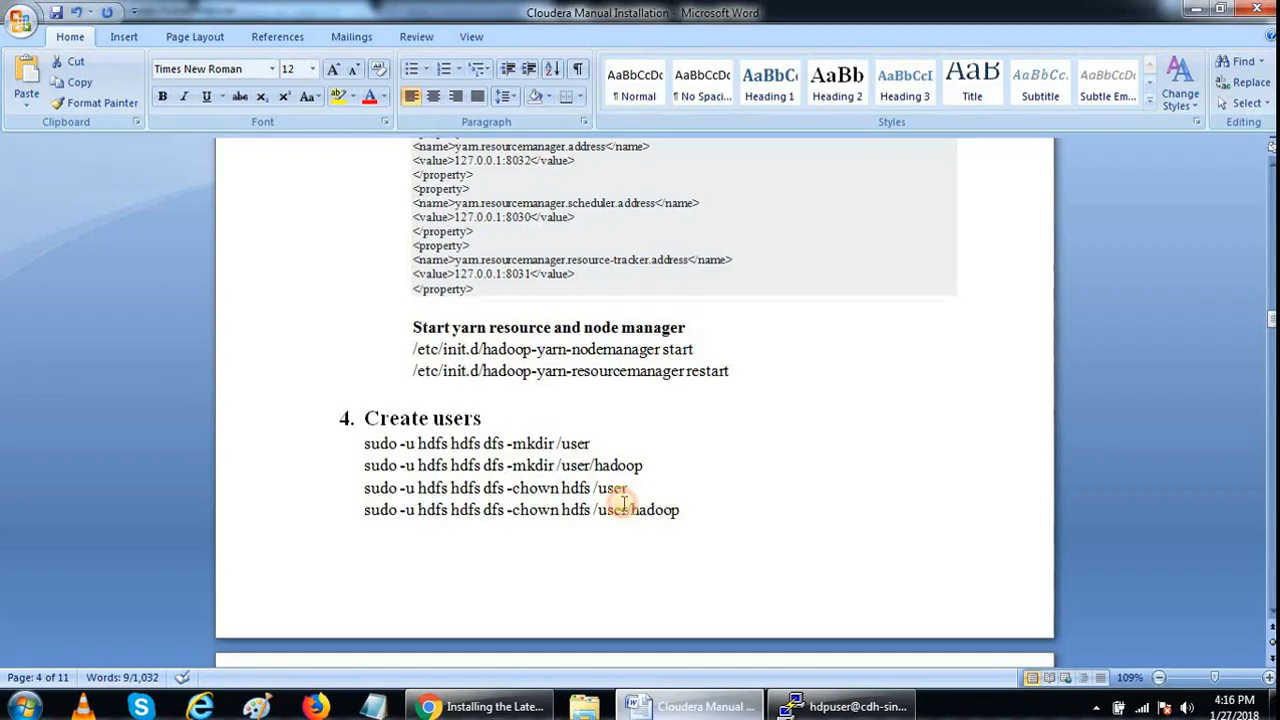 Cloudera Manual Installation - Microsoft Word
Home Insert Page Layout References Mailings Review View
Paste
Cut
Copy
Format Painter
Clipboard
Times New Roman 12
B I U abc x₂ x² Aa A
Font
Paragraph
AaBbCcDc AaBbCcDc AaBbC( AaBb AaBbCcI AaB AaBbCc. AaBbCcDc
¶ Normal ¶ No Spaci... Heading 1 Heading 2 Heading 3 Title Subtitle Subtle Em...
Styles
Change
Styles
Find
Replace
Select
Editing
<name>yarn.resourcemanager.address</name>
<value>127.0.0.1:8032</value>
</property>
<property>
<name>yarn.resourcemanager.scheduler.address</name>
<value>127.0.0.1:8030</value>
</property>
<property>
<name>yarn.resourcemanager.resource-tracker.address</name>
<value>127.0.0.1:8031</value>
</property>
Start yarn resource and node manager
/etc/init.d/hadoop-yarn-nodemanager start
/etc/init.d/hadoop-yarn-resourcemanager restart
4. Create users
sudo -u hdfs hdfs dfs -mkdir /user
sudo -u hdfs hdfs dfs -mkdir /user/hadoop
sudo -u hdfs hdfs dfs -chown hdfs /user
sudo -u hdfs hdfs dfs -chown hdfs /user/hadoop
Page: 4 of 11 Words: 9/1,032 109%
Installing the Late... Cloudera Manual ... hdpuser@cdh-sin...
4:16 PM
1/27/2018